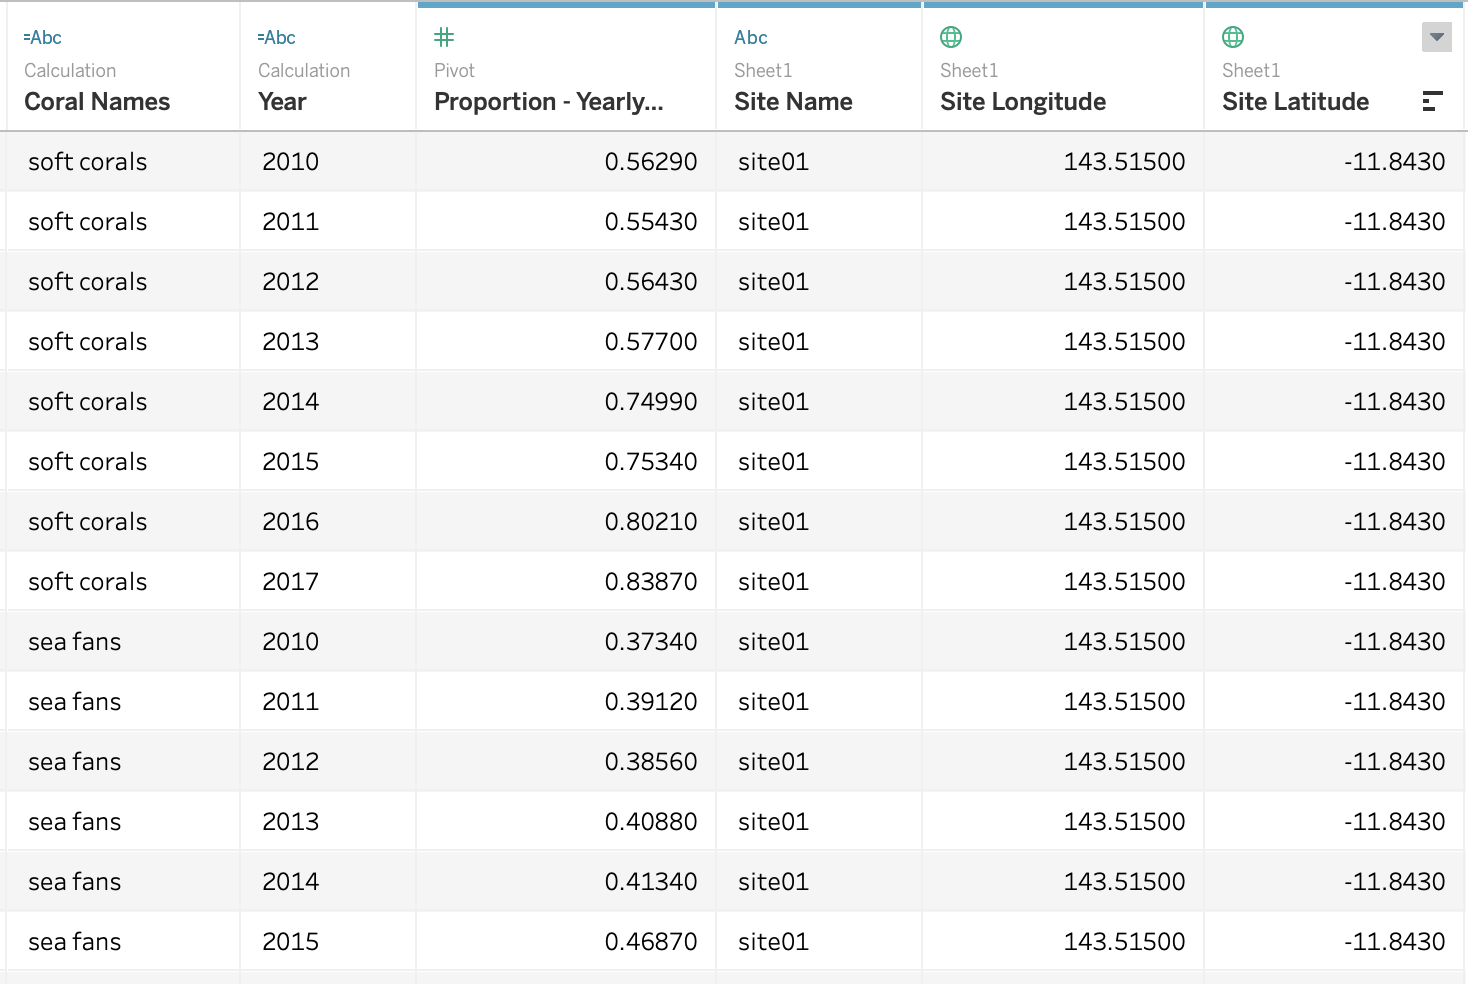 =Abc =Abc # Abc
Calculation Calculation Pivot Sheet1 Sheet1 Sheet1
Coral Names Year Proportion - Yearly... Site Name Site Longitude Site Latitude
soft corals 2010 0.56290 site01 143.51500 -11.8430
soft corals 2011 0.55430 site01 143.51500 -11.8430
soft corals 2012 0.56430 site01 143.51500 -11.8430
soft corals 2013 0.57700 site01 143.51500 -11.8430
soft corals 2014 0.74990 site01 143.51500 -11.8430
soft corals 2015 0.75340 site01 143.51500 -11.8430
soft corals 2016 0.80210 site01 143.51500 -11.8430
soft corals 2017 0.83870 site01 143.51500 -11.8430
sea fans 2010 0.37340 site01 143.51500 -11.8430
sea fans 2011 0.39120 site01 143.51500 -11.8430
sea fans 2012 0.38560 site01 143.51500 -11.8430
sea fans 2013 0.40880 site01 143.51500 -11.8430
sea fans 2014 0.41340 site01 143.51500 -11.8430
sea fans 2015 0.46870 site01 143.51500 -11.8430